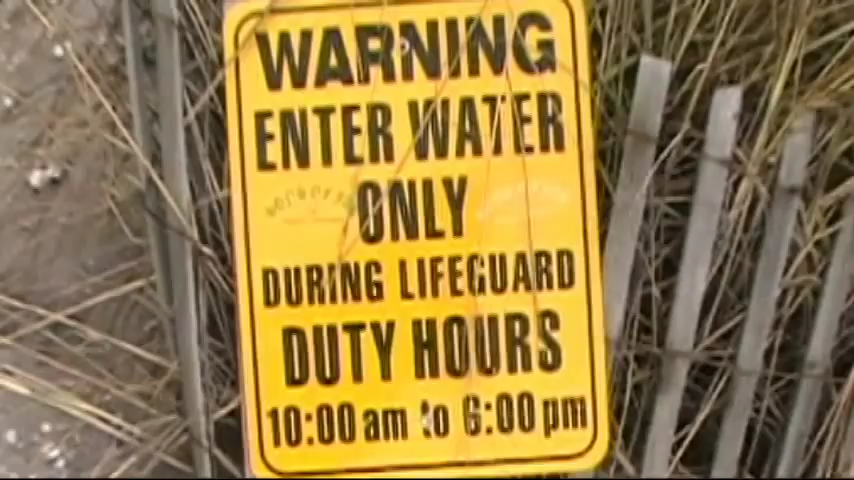 WARNING
ENTER WATER
ONLY
DURING LIFEGUARD
DUTY HOURS
10:00 am to 6:00 pm